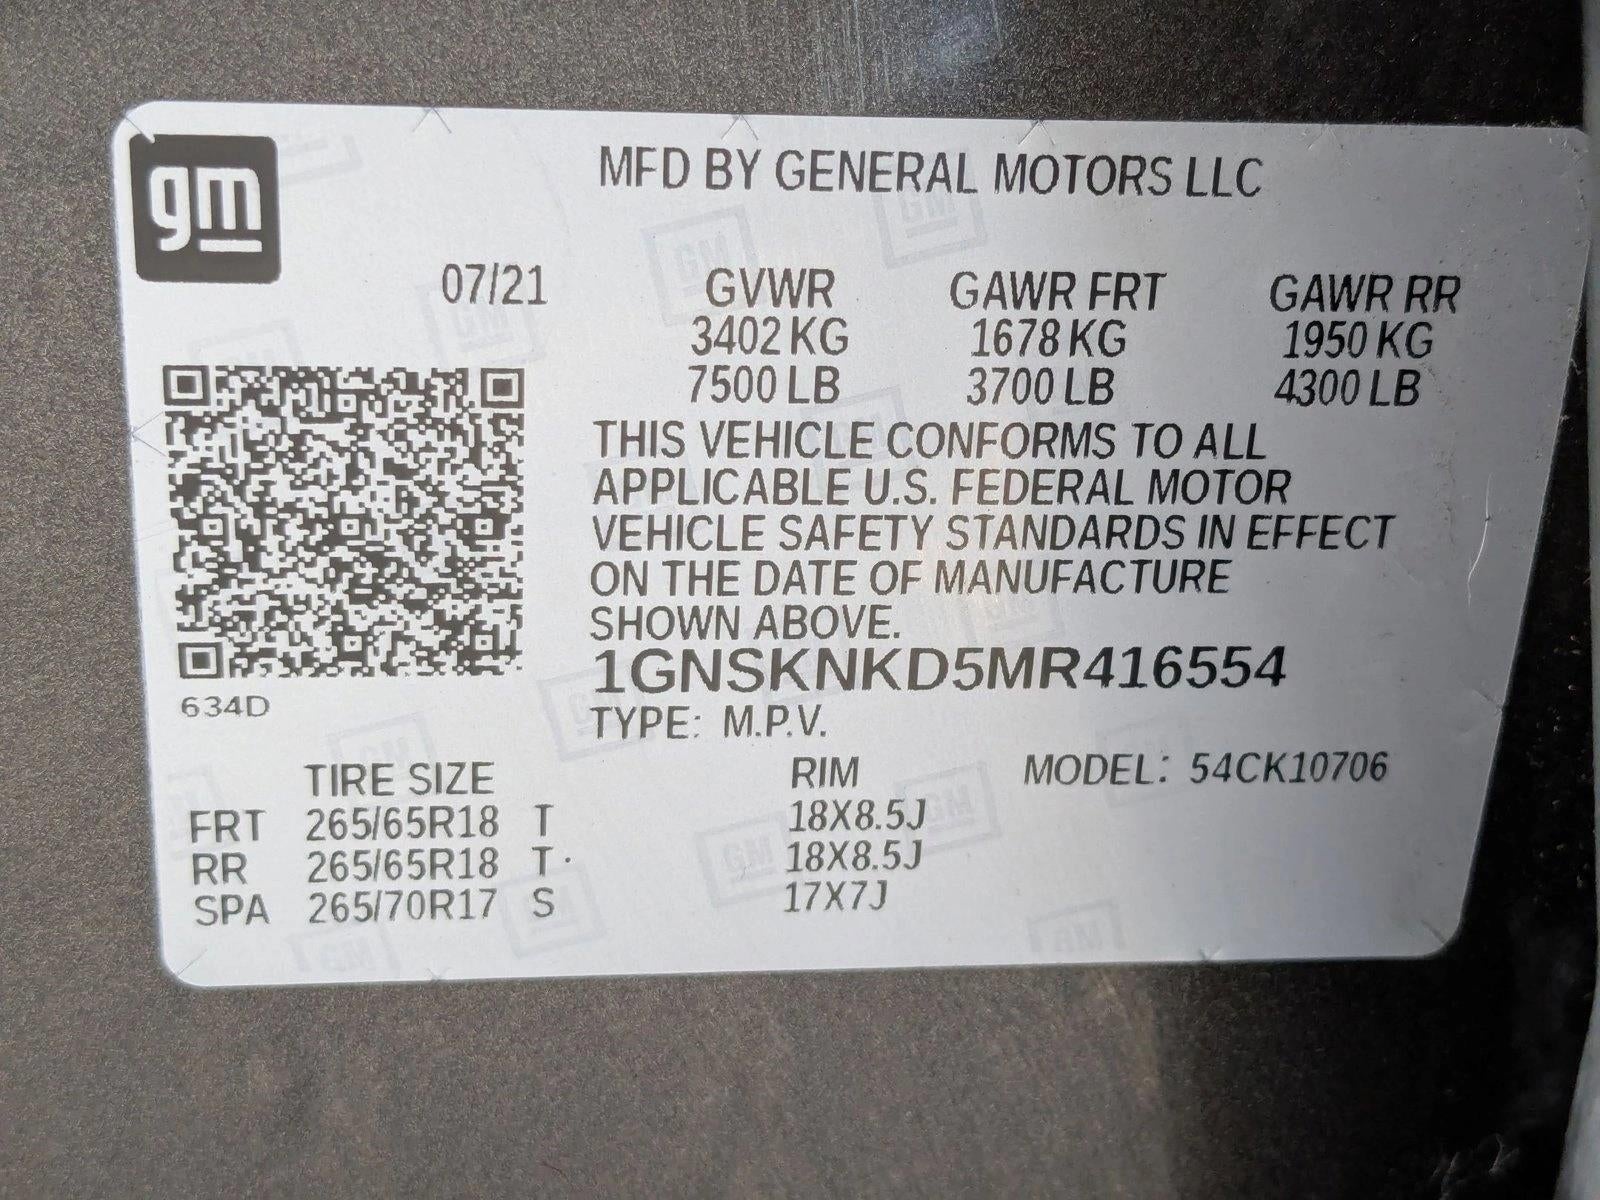 gm
MFD BY GENERAL MOTORS LLC
07/21 GVWR GAWR FRT GAWR RR
3402 KG 1678 KG 1950 KG
7500 LB 3700 LB 4300 LB
THIS VEHICLE CONFORMS TO ALL
APPLICABLE U.S. FEDERAL MOTOR
VEHICLE SAFETY STANDARDS IN EFFECT
ON THE DATE OF MANUFACTURE
SHOWN ABOVE.
1GNSKNKD5MR416554
634D
TYPE: M.P.V.
TIRE SIZE RIM MODEL: 54CK10706
FRT 265/65R18 T 18X8.5J
RR 265/65R18 T 18X8.5J
SPA 265/70R17 S 17X7J